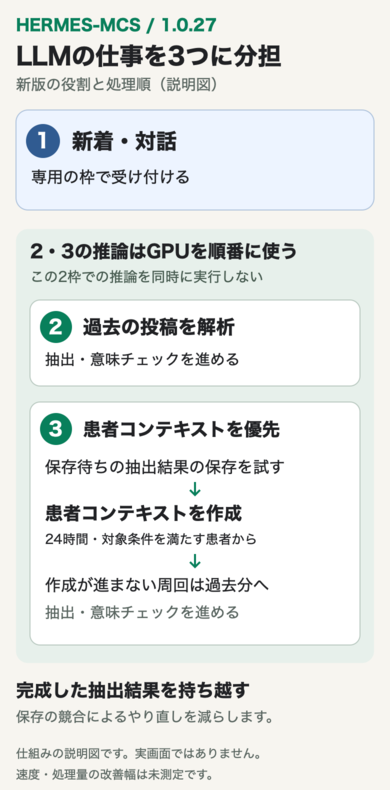 HERMES-MCS / 1.0.27
LLMの仕事を3つに分担
新版の役割と処理順（説明図）
1 新着・対話
専用の枠で受け付ける
2・3の推論はGPUを順番に使う
この2枠での推論を同時に実行しない
2 過去の投稿を解析
抽出・意味チェックを進める
3 患者コンテキストを優先
保存待ちの抽出結果の保存を試す
↓
患者コンテキストを作成
24時間・対象条件を満たす患者から
↓
作成が進まない周回は過去分へ
抽出・意味チェックを進める
完成した抽出結果を持ち越す
保存の競合によるやり直しを減らします。
仕組みの説明図です。実画面ではありません。
速度・処理量の改善幅は未測定です。